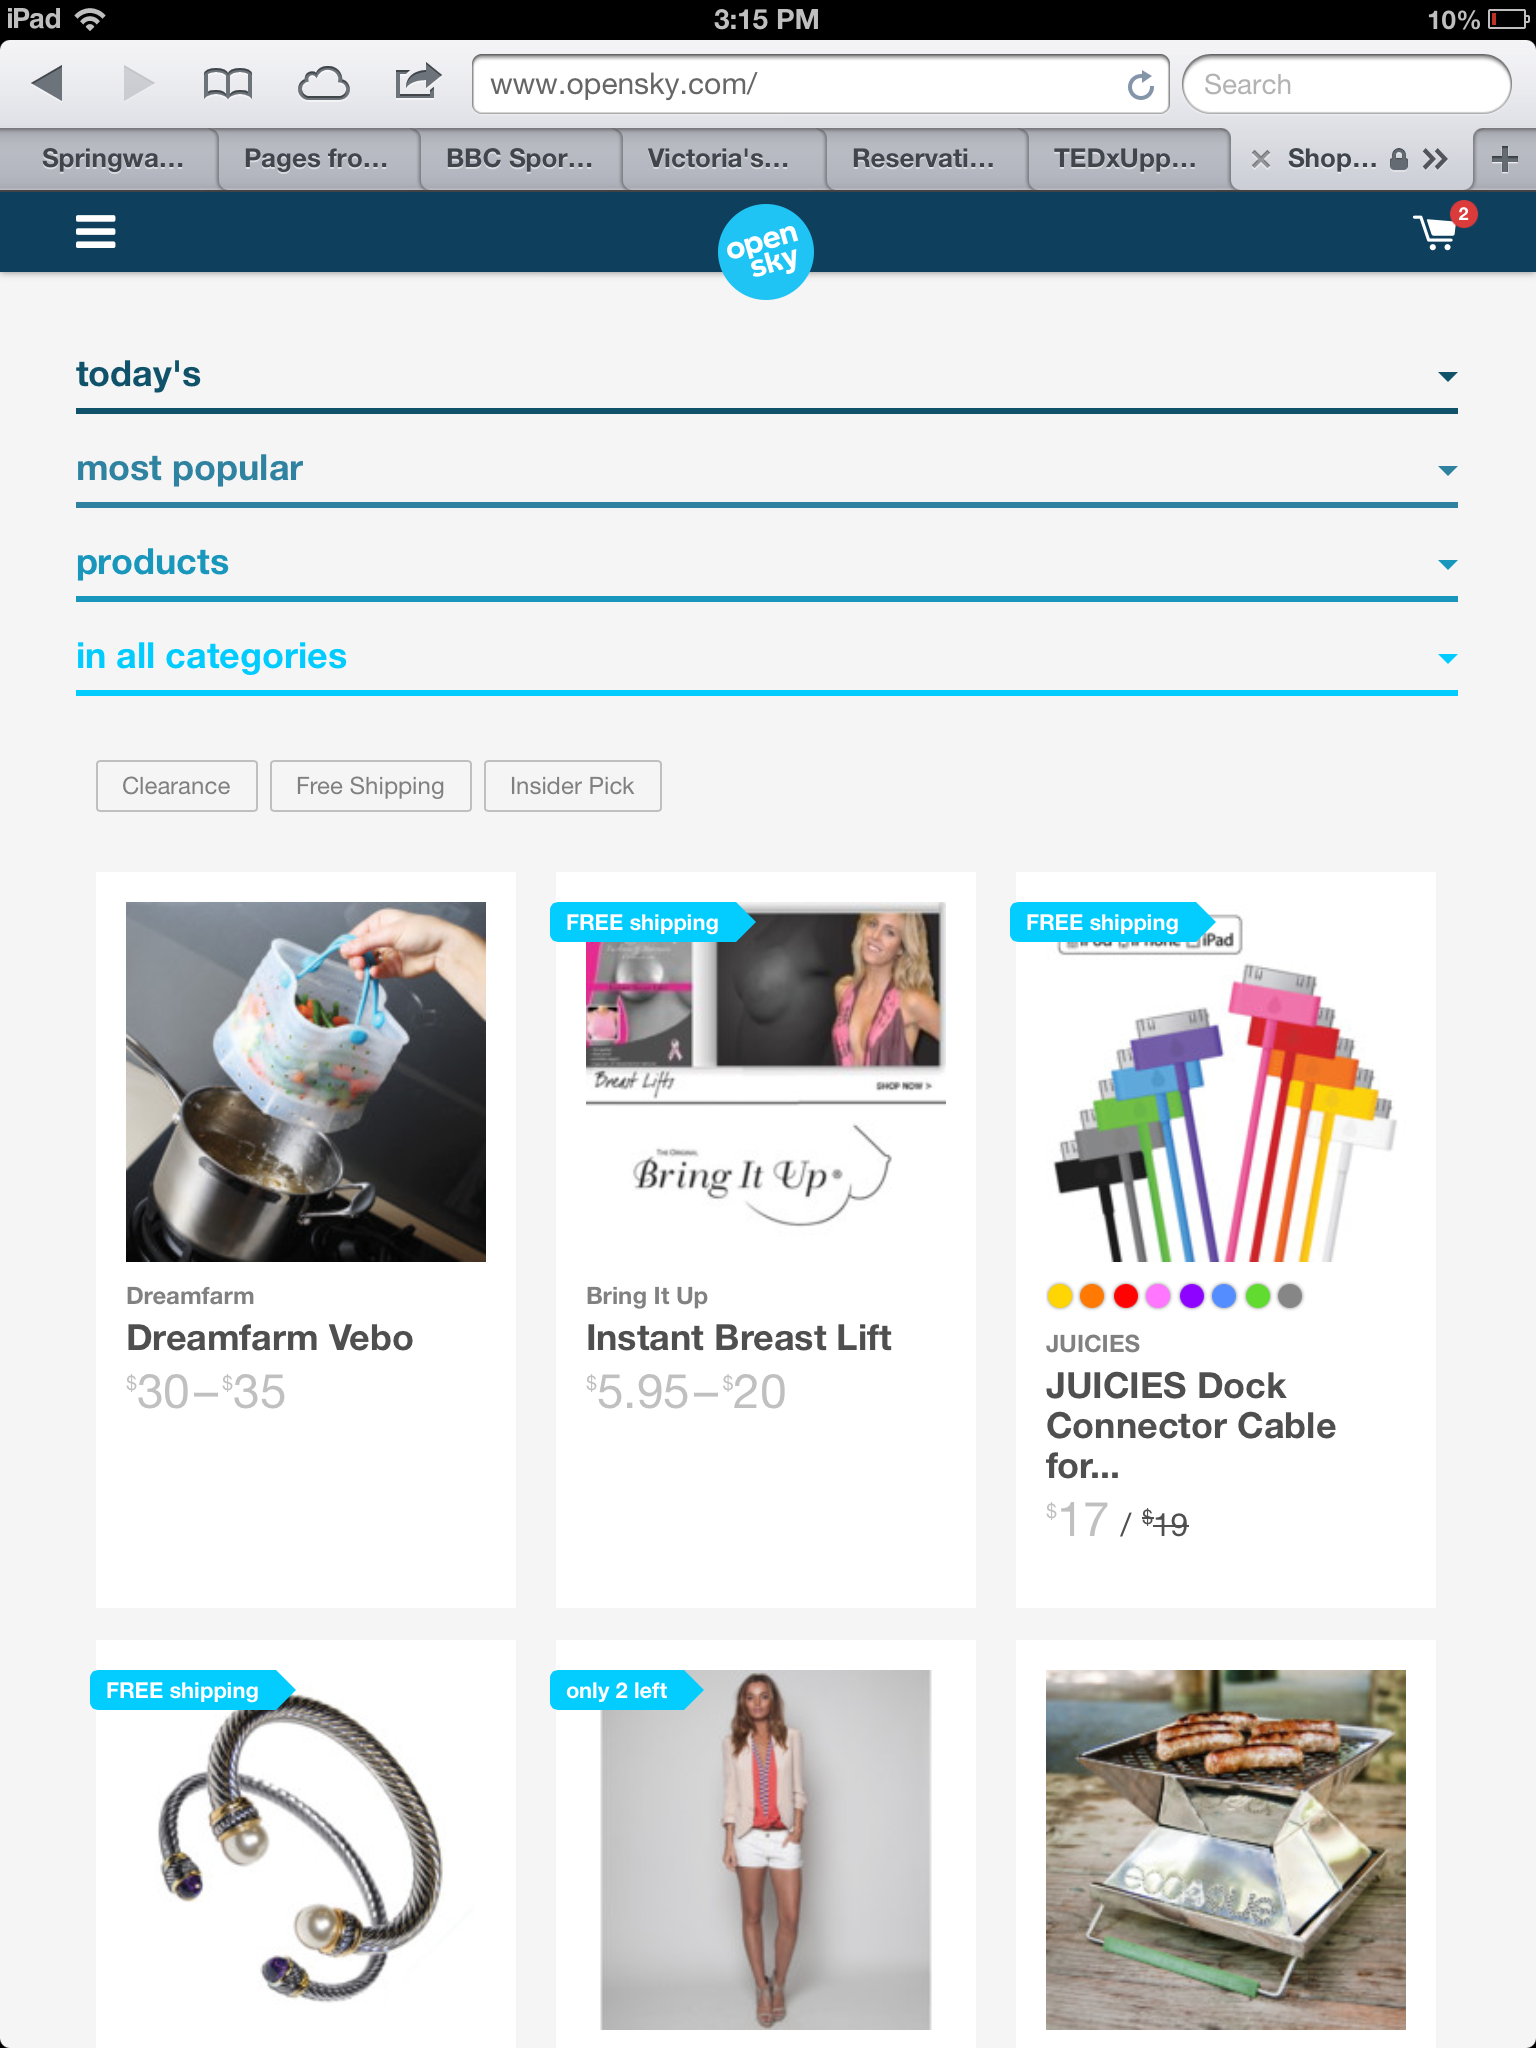 iPad 3:15 PM 10%
www.opensky.com/ Search
Springwa... Pages fro... BBC Spor... Victoria's... Reservati... TEDxUpp... Shop...
open
sky
2
today's
most popular
products
in all categories
Clearance Free Shipping Insider Pick
FREE shipping
Breast Lifts
SHOP NOW >
THE ORIGINAL
Bring It Up®
FREE shipping
iPod iPhone iPad
Dreamfarm
Dreamfarm Vebo
$30–$35
Bring It Up
Instant Breast Lift
$5.95–$20
JUICIES
JUICIES Dock
Connector Cable
for...
$17 / $19
FREE shipping
only 2 left